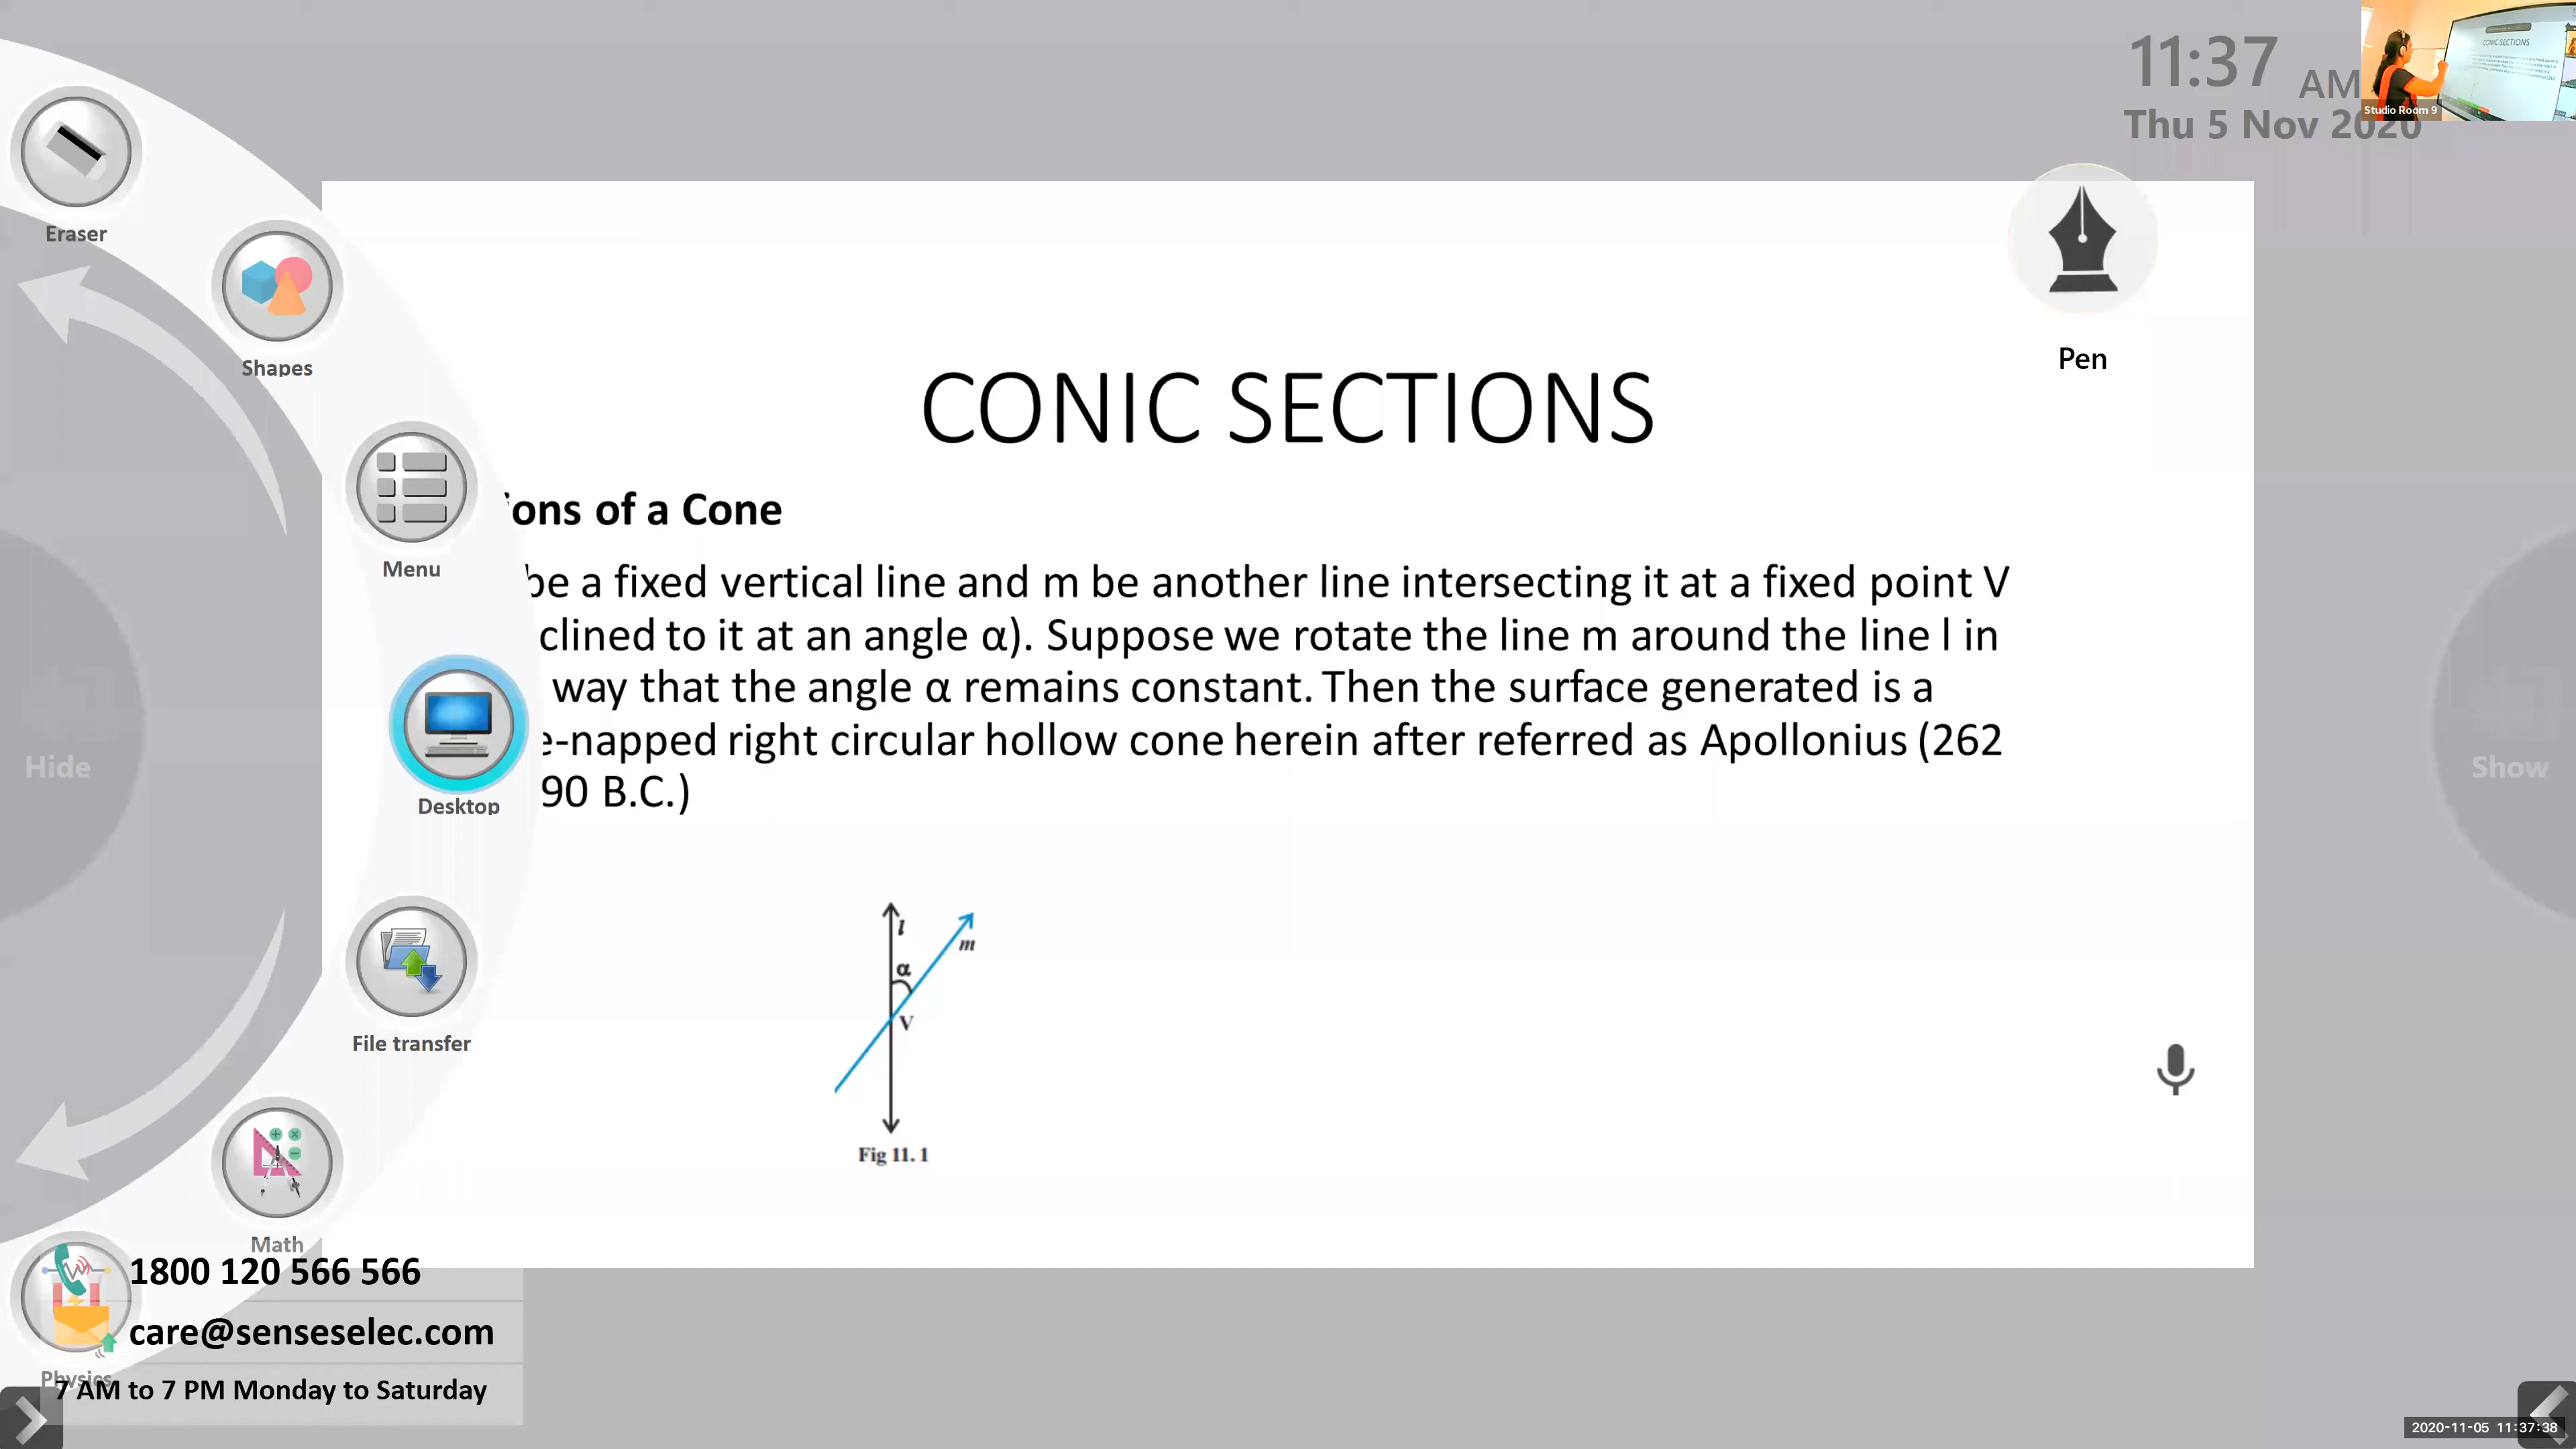 11:37 AM
Thu 5 Nov 2020
Studio Room 9
CONIC SECTIONS
Eraser
Shapes
Menu
Desktop
File transfer
Math
Physics
Hide
Show
Pen
CONIC SECTIONS
ons of a Cone
be a fixed vertical line and m be another line intersecting it at a fixed point V
clined to it at an angle α). Suppose we rotate the line m around the line l in
way that the angle α remains constant. Then the surface generated is a
e-napped right circular hollow cone herein after referred as Apollonius (262
90 B.C.)
l
m
α
V
Fig 11. 1
1800 120 566 566
care@senseselec.com
7 AM to 7 PM Monday to Saturday
2020-11-05 11:37:38